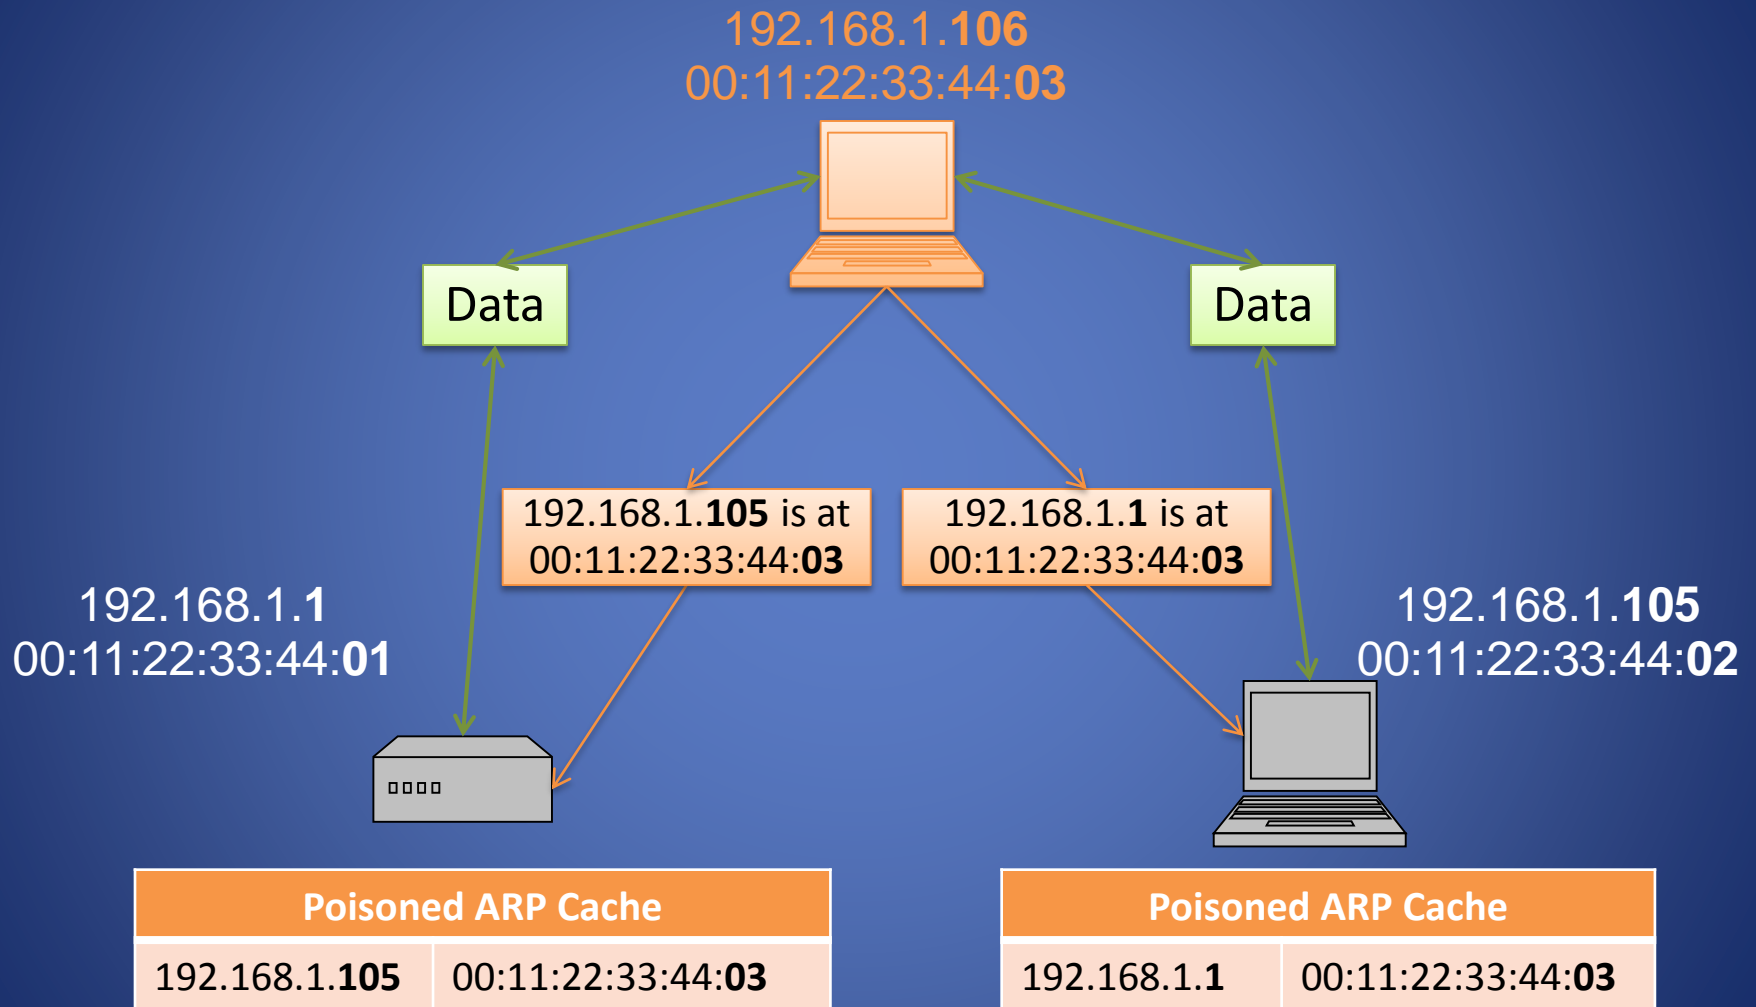 192.168.1.106
00:11:22:33:44:03
Data
Data
192.168.1.105 is at
00:11:22:33:44:03
192.168.1.1 is at
00:11:22:33:44:03
192.168.1.1
00:11:22:33:44:01
192.168.1.105
00:11:22:33:44:02
Poisoned ARP Cache
192.168.1.105 00:11:22:33:44:03
Poisoned ARP Cache
192.168.1.1 00:11:22:33:44:03